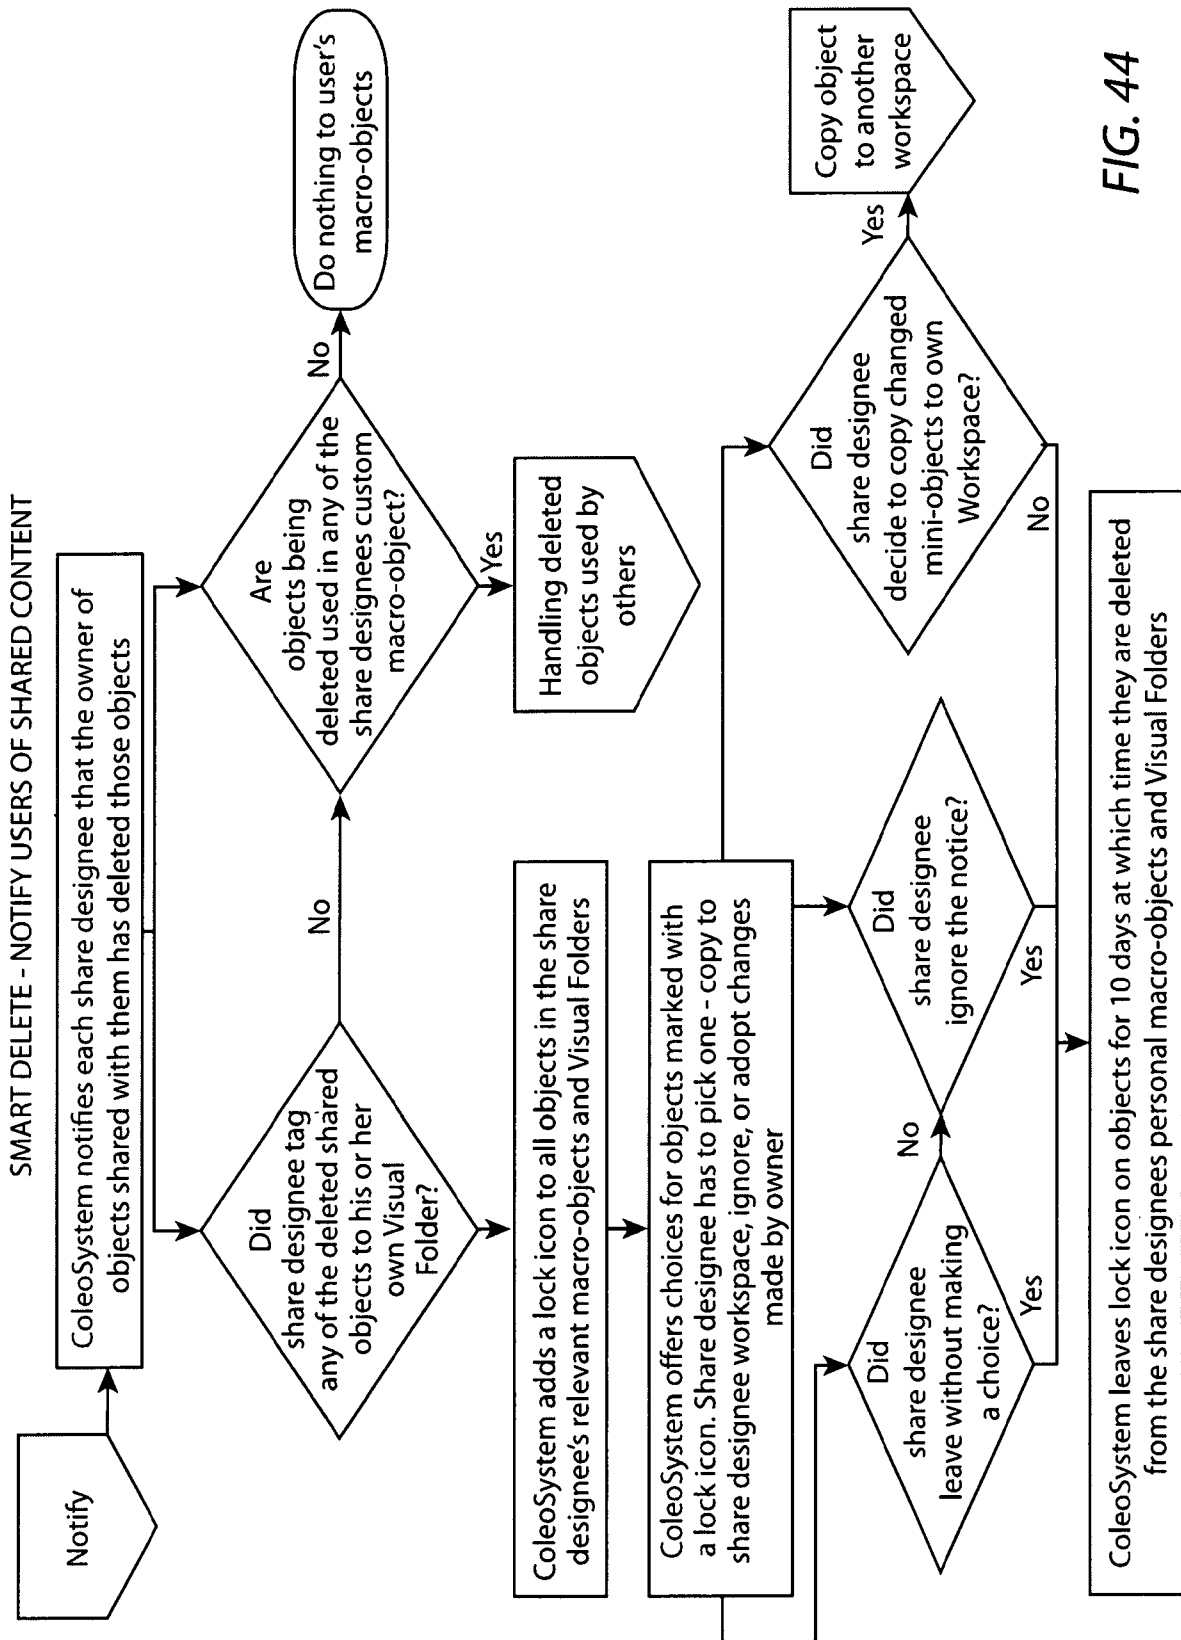 SMART DELETE - NOTIFY USERS OF SHARED CONTENT
Notify
ColeoSystem notifies each share designee that the owner of
objects shared with them has deleted those objects
Did
share designee tag
any of the deleted shared
objects to his or her
own Visual
Folder?
No
Are
objects being
deleted used in any of the
share designees custom
macro-object?
No
Do nothing to user's
macro-objects
Yes
Handling deleted
objects used by
others
ColeoSystem adds a lock icon to all objects in the share
designee's relevant macro-objects and Visual Folders
ColeoSystem offers choices for objects marked with
a lock icon. Share designee has to pick one - copy to
share designee workspace, ignore, or adopt changes
made by owner
Did
share designee
leave without making
a choice?
No
Yes
Did
share designee
ignore the notice?
Yes
Did
share designee
decide to copy changed
mini-objects to own
Workspace?
Yes
No
Copy object
to another
workspace
ColeoSystem leaves lock icon on objects for 10 days at which time they are deleted
from the share designees personal macro-objects and Visual Folders
FIG. 44